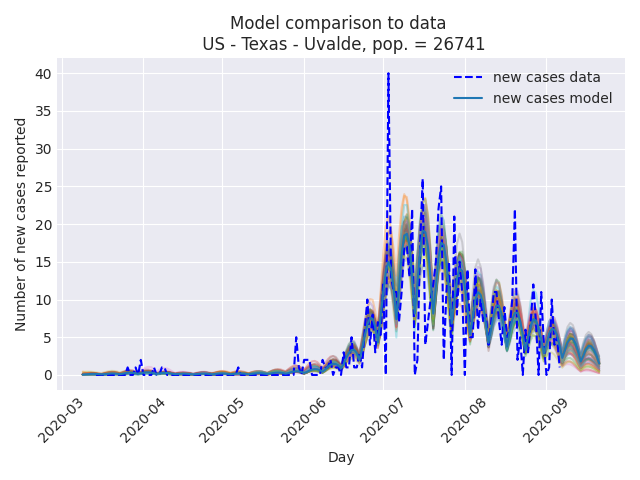 Model comparison to data
US - Texas - Uvalde, pop. = 26741
new cases data
new cases model
Number of new cases reported
40
35
30
25
20
15
10
5
0
2020-03
2020-04
2020-05
2020-06
2020-07
2020-08
2020-09
Day